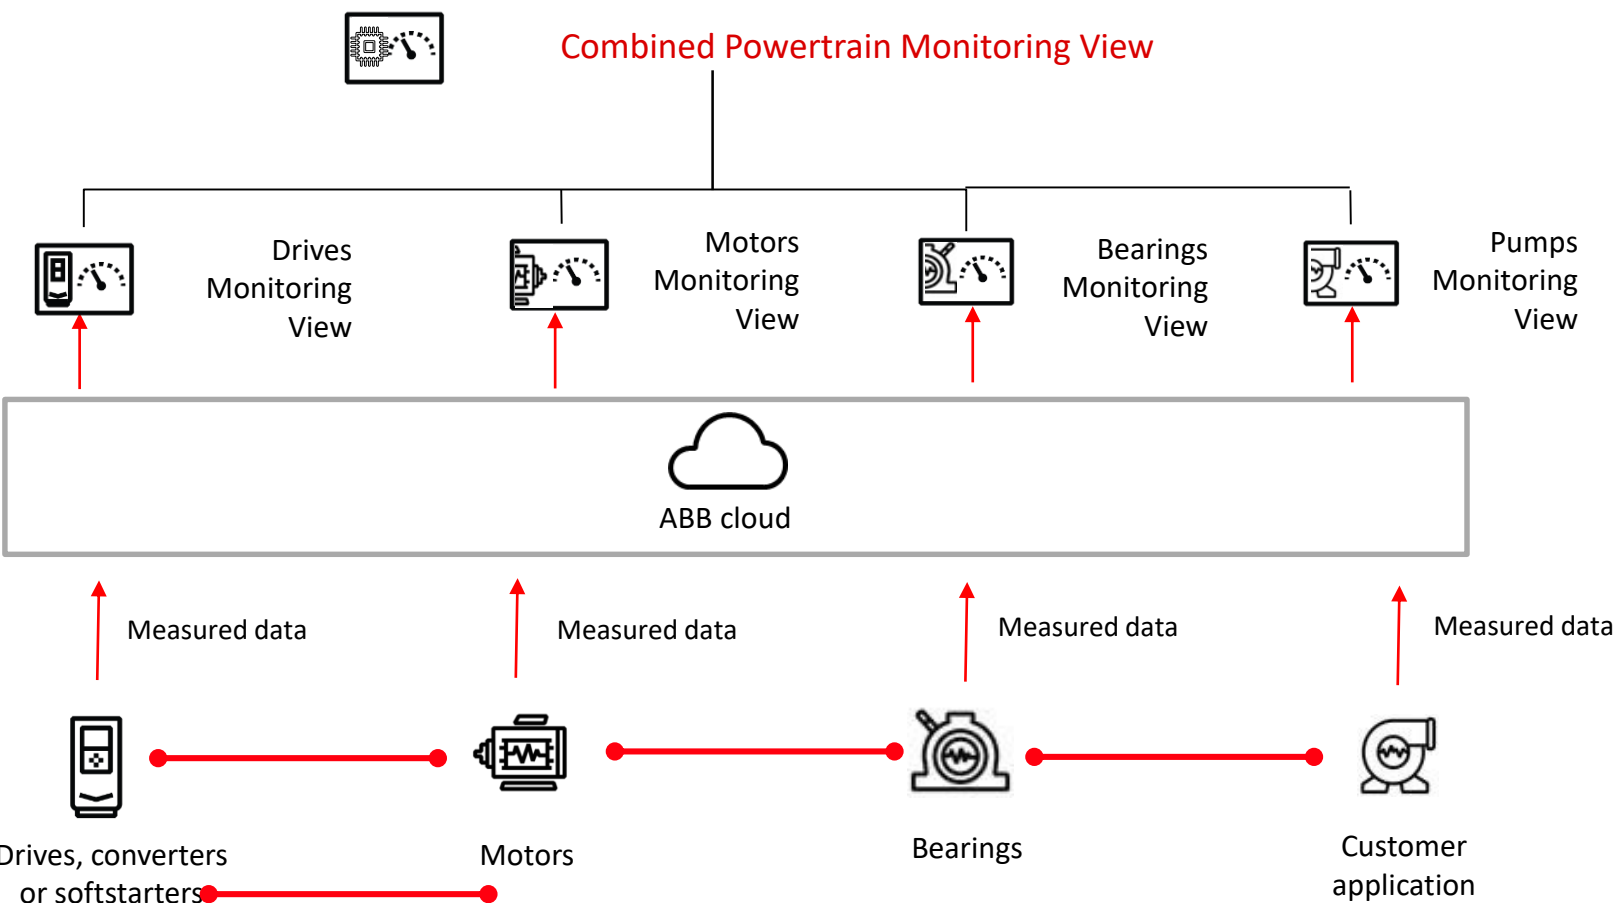 Combined Powertrain Monitoring View
Drives
Monitoring
View
Motors
Monitoring
View
Bearings
Monitoring
View
Pumps
Monitoring
View
ABB cloud
Measured data
Measured data
Measured data
Measured data
Drives, converters
or softstarters
Motors
Bearings
Customer
application